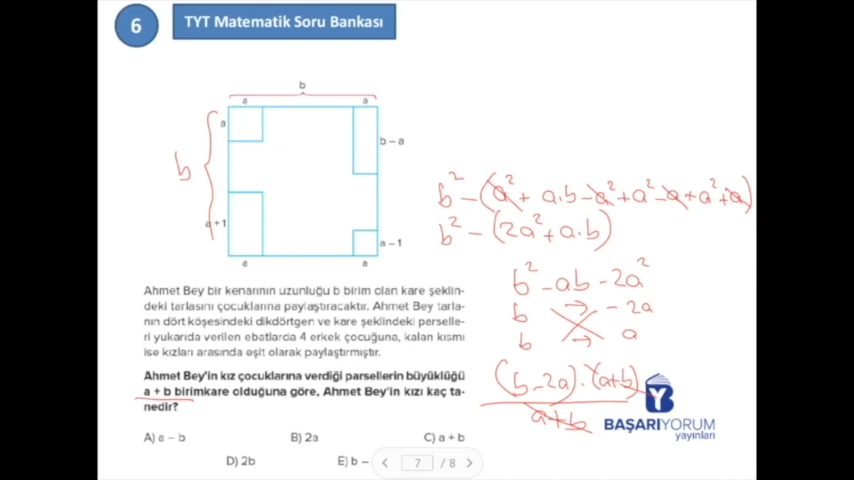 6
TYT Matematik Soru Bankası
b
a a
a
b − a
b
a +1
a − 1
a a
b² − (a² + a.b − a² + a² − a + a² + a)
b² − (2a² + a.b)
b² − ab − 2a²
b → − 2a
b → a
(b − 2a) . (a+b)
a+b
Ahmet Bey bir kenarının uzunluğu b birim olan kare şeklin-
deki tarlasını çocuklarına paylaştıracaktır. Ahmet Bey tarla-
nın dört köşesindeki dikdörtgen ve kare şeklindeki parselle-
ri yukarıda verilen ebatlarda 4 erkek çocuğuna, kalan kısmı
ise kızları arasında eşit olarak paylaştırmıştır.
Ahmet Bey'in kız çocuklarına verdiği parsellerin büyüklüğü
a + b birimkare olduğuna göre, Ahmet Bey'in kızı kaç ta-
nedir?
A) a − b B) 2a C) a + b
D) 2b E) b −
7 / 8
BAŞARIYORUM
yayınları